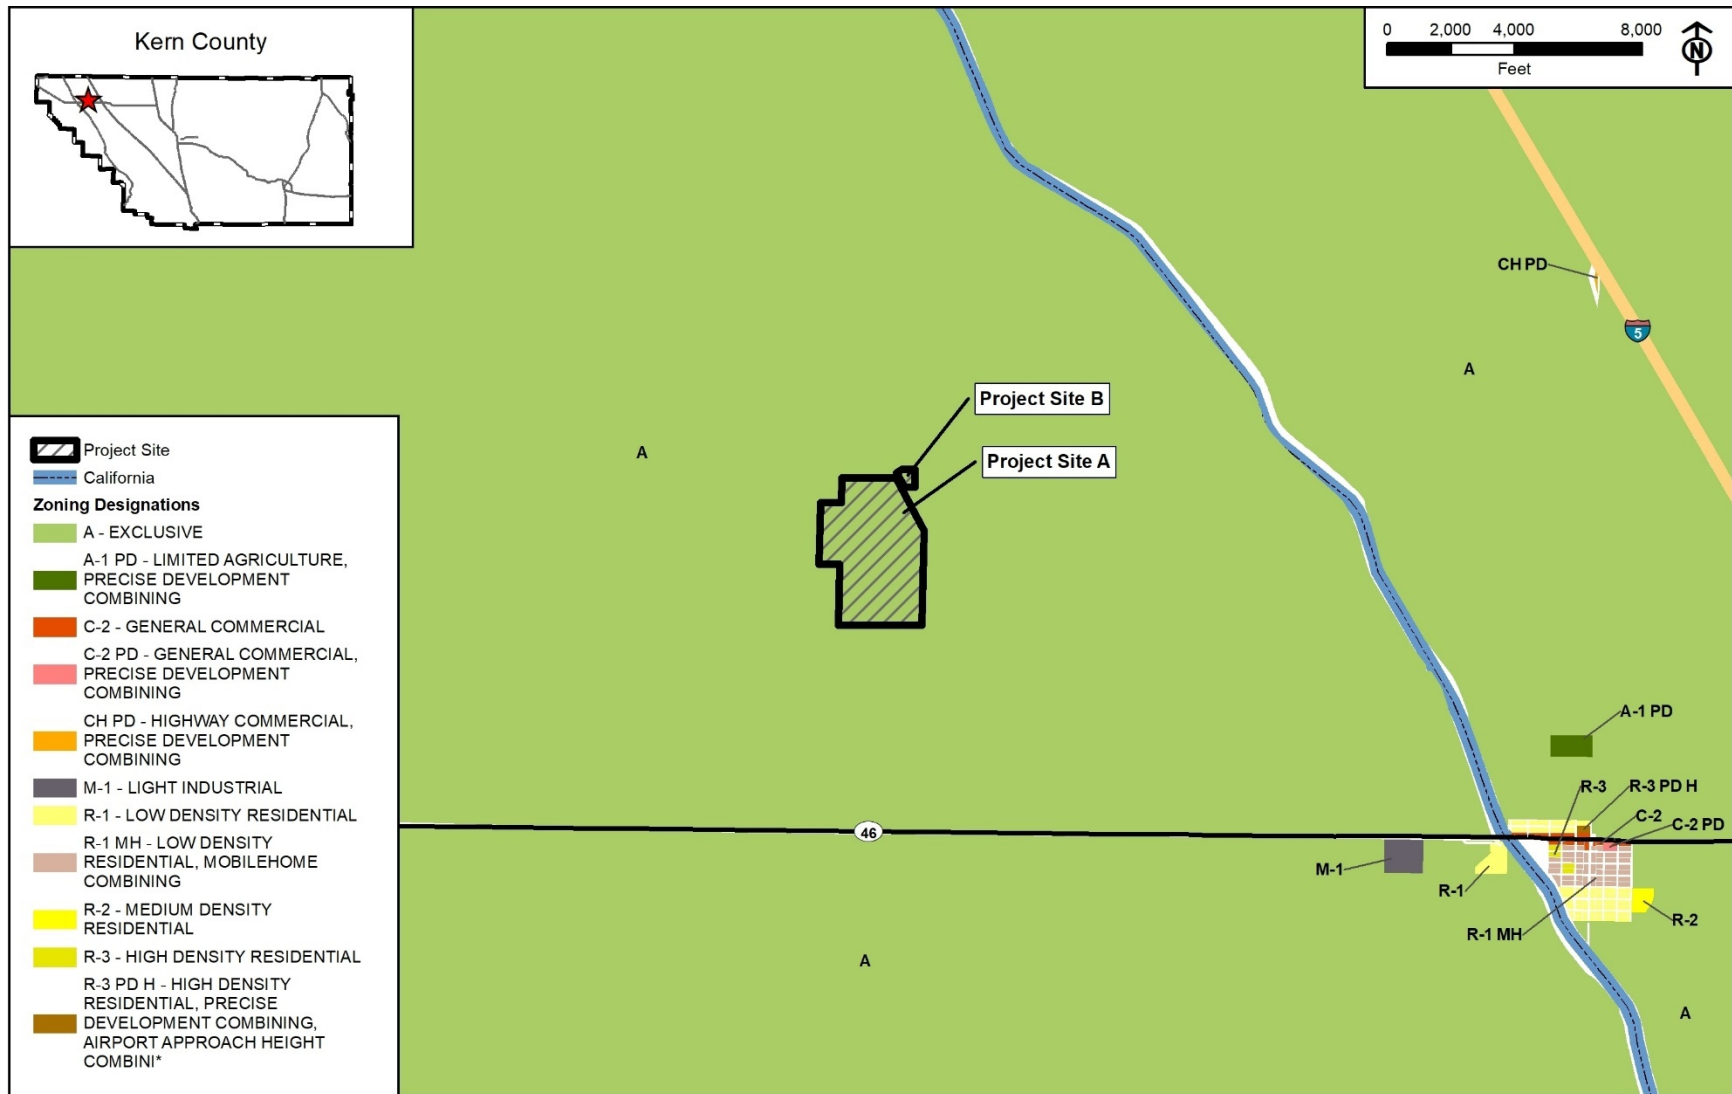 Kern County
0 2,000 4,000 8,000
Feet
N
CH PD
5
A
Project Site B
Project Site A
A
Project Site
California
Zoning Designations
A - EXCLUSIVE
A-1 PD - LIMITED AGRICULTURE,
PRECISE DEVELOPMENT
COMBINING
C-2 - GENERAL COMMERCIAL
C-2 PD - GENERAL COMMERCIAL,
PRECISE DEVELOPMENT
COMBINING
CH PD - HIGHWAY COMMERCIAL,
PRECISE DEVELOPMENT
COMBINING
M-1 - LIGHT INDUSTRIAL
R-1 - LOW DENSITY RESIDENTIAL
R-1 MH - LOW DENSITY
RESIDENTIAL, MOBILEHOME
COMBINING
R-2 - MEDIUM DENSITY
RESIDENTIAL
R-3 - HIGH DENSITY RESIDENTIAL
R-3 PD H - HIGH DENSITY
RESIDENTIAL, PRECISE
DEVELOPMENT COMBINING,
AIRPORT APPROACH HEIGHT
COMBINI*
A-1 PD
R-3
R-3 PD H
C-2
C-2 PD
46
M-1
R-1
R-1 MH
R-2
A
A